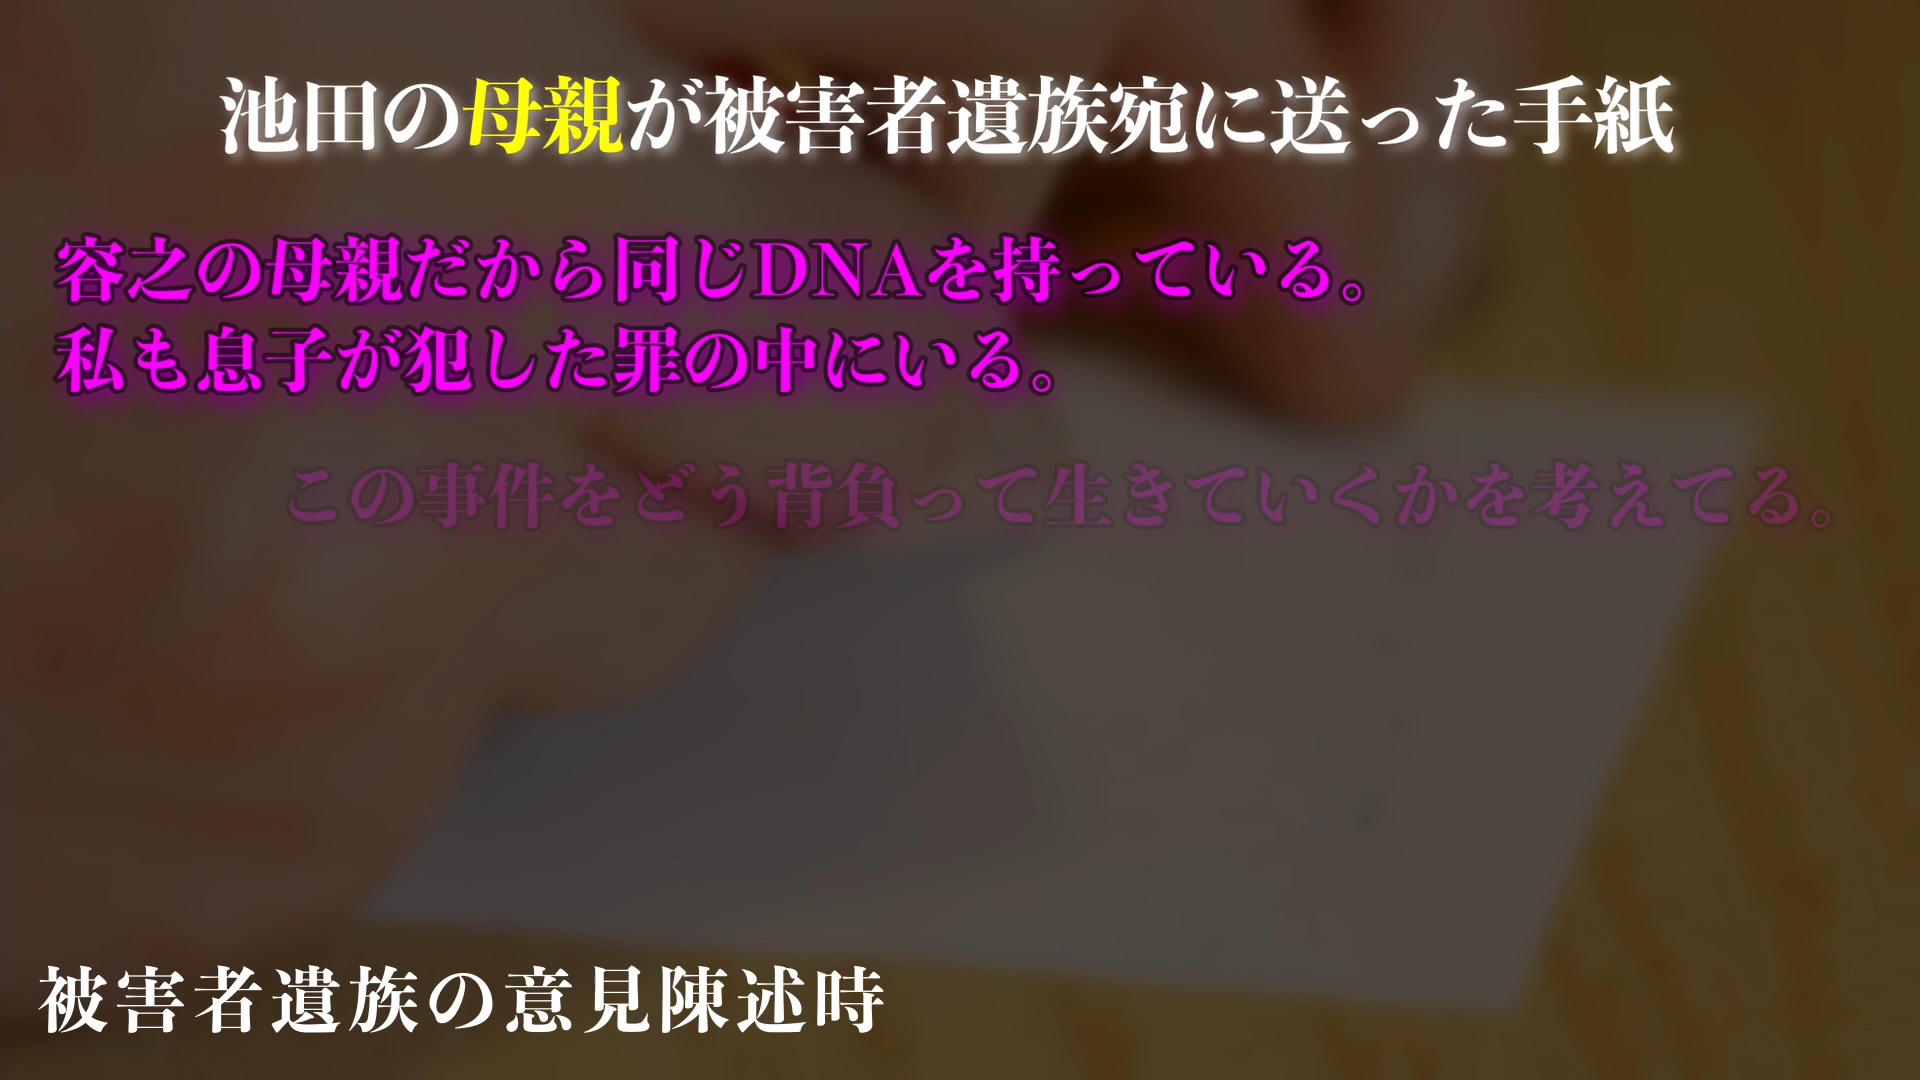 池田の母親が被害者遺族宛に送った手紙
容之の母親だから同じDNAを持っている。
私も息子が犯した罪の中にいる。
この事件をどう背負って生きていくかを考えてる。
被害者遺族の意見陳述時